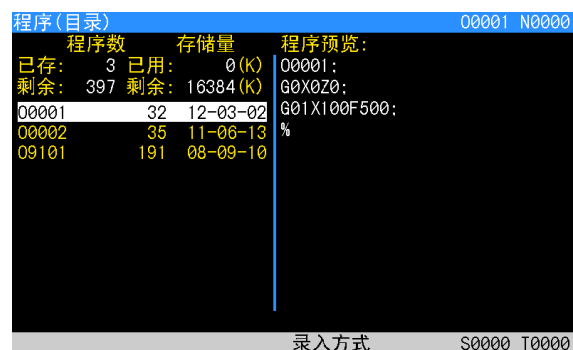 程序(目录) O0001 N0000
程序数 存储量
已存: 3 已用: 0(K)
剩余: 397 剩余: 16384(K)
O0001 32 12-03-02
O0002 35 11-06-13
O9101 191 08-09-10
程序预览:
O0001;
G0X0Z0;
G01X100F500;
%
录入方式 S0000 T0000